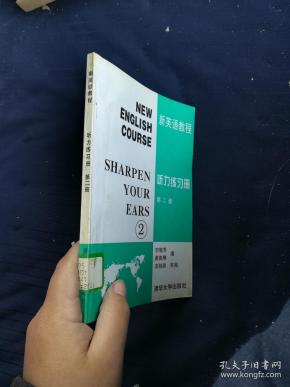 新英语教程 听力练习册 第二册
NEW
ENGLISH
COURSE
SHARPEN
YOUR
EARS
2
新英语教程
听力练习册
第二册
编
清华大学出版社
孔夫子旧书网